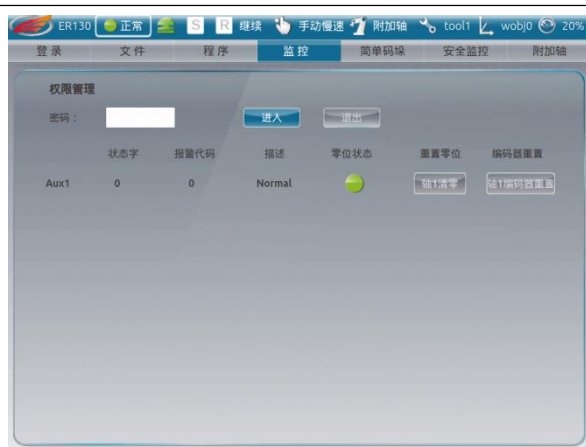 ER130 正常 S R 继续 手动慢速 附加轴 tool1 wobj0 20%
登录 文件 程序 监控 简单码垛 安全监控 附加轴
权限管理
密码： 进入 退出
状态字 报警代码 描述 零位状态 重置零位 编码器重置
Aux1 0 0 Normal 轴1清零 轴1编码器重置